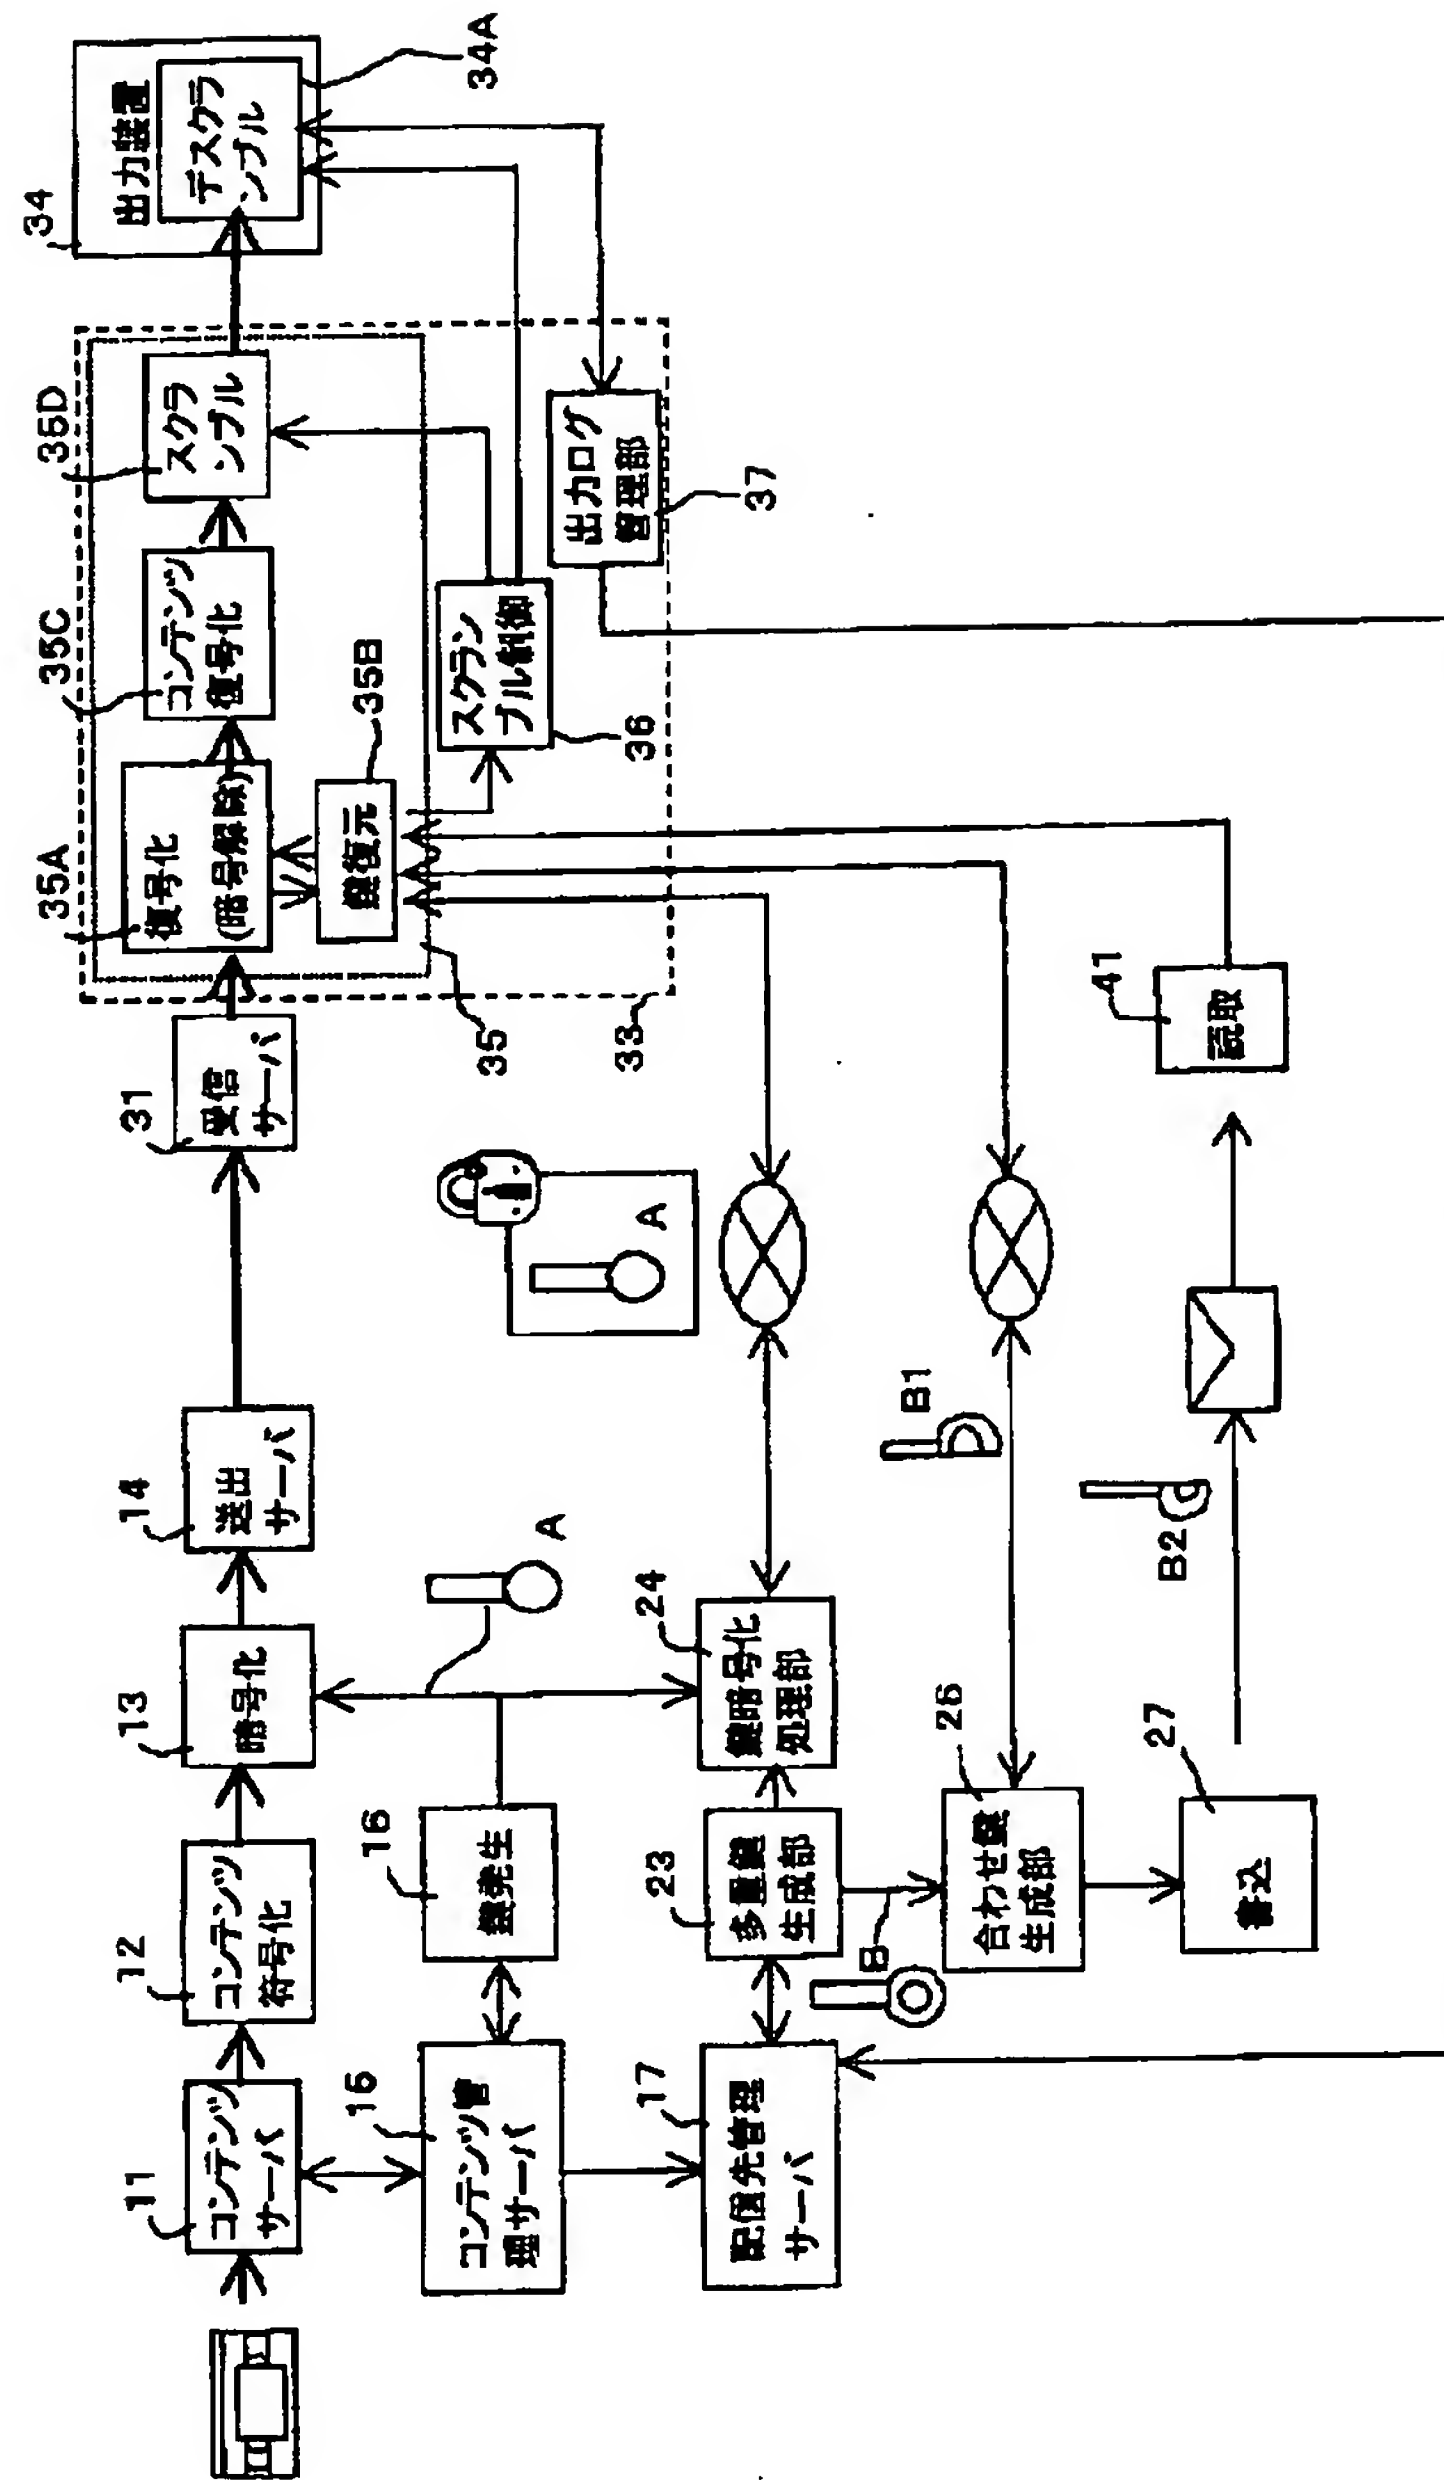 11
コンテンツ
サーバ
12
コンテンツ
符号化
13
暗号化
14
送出
サーバ
31
受信
サーバ
35A
復号化
(暗号解除)
35C
コンテンツ
復号化
35D
スクラ
ンブル
34
出力装置
デスクラ
ンブル
34A
15
コンテンツ管
理サーバ
16
鍵発生
A
A
35
33
35B
鍵復元
36
スクラン
ブル制御
37
出力ログ
管理部
17
配信先管理
サーバ
23
多重鍵
生成部
24
鍵暗号化
処理部
B
26
合わせ鍵
生成部
B1
27
書込
B2
41
読取